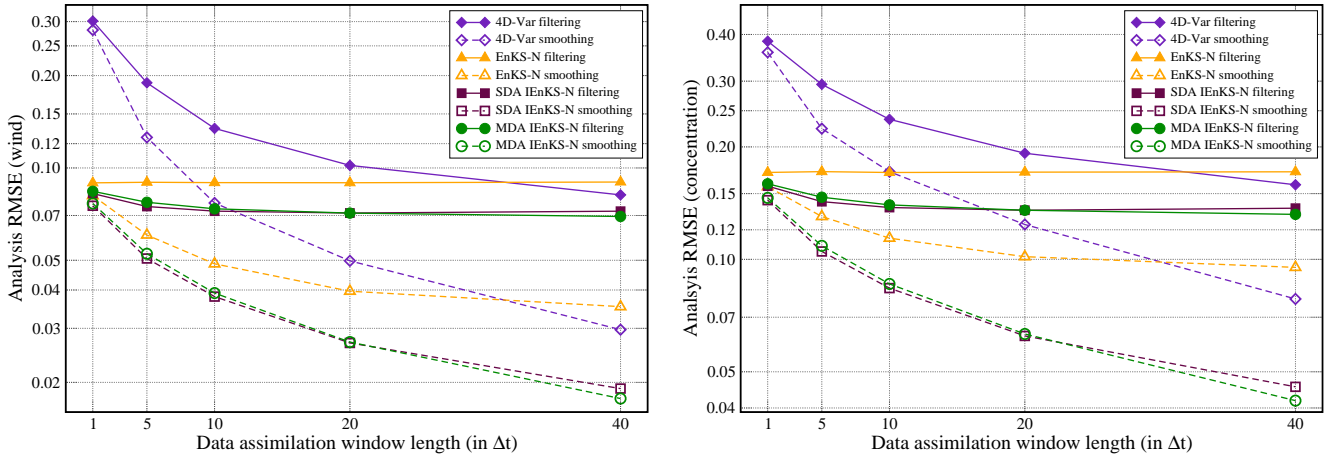 Analysis RMSE (wind)
0.30
0.25
0.20
0.15
0.10
0.07
0.05
0.04
0.03
0.02
4D-Var filtering
4D-Var smoothing
EnKS-N filtering
EnKS-N smoothing
SDA IEnKS-N filtering
SDA IEnKS-N smoothing
MDA IEnKS-N filtering
MDA IEnKS-N smoothing
1 5 10 20 40
Data assimilation window length (in Δt)
Analsysis RMSE (concentration)
0.40
0.30
0.25
0.20
0.15
0.12
0.10
0.07
0.05
0.04
4D-Var filtering
4D-Var smoothing
EnKS-N filtering
EnKS-N smoothing
SDA IEnKS-N filtering
SDA IEnKS-N smoothing
MDA IEnKS-N filtering
MDA IEnKS-N smoothing
1 5 10 20 40
Data assimilation window length (in Δt)